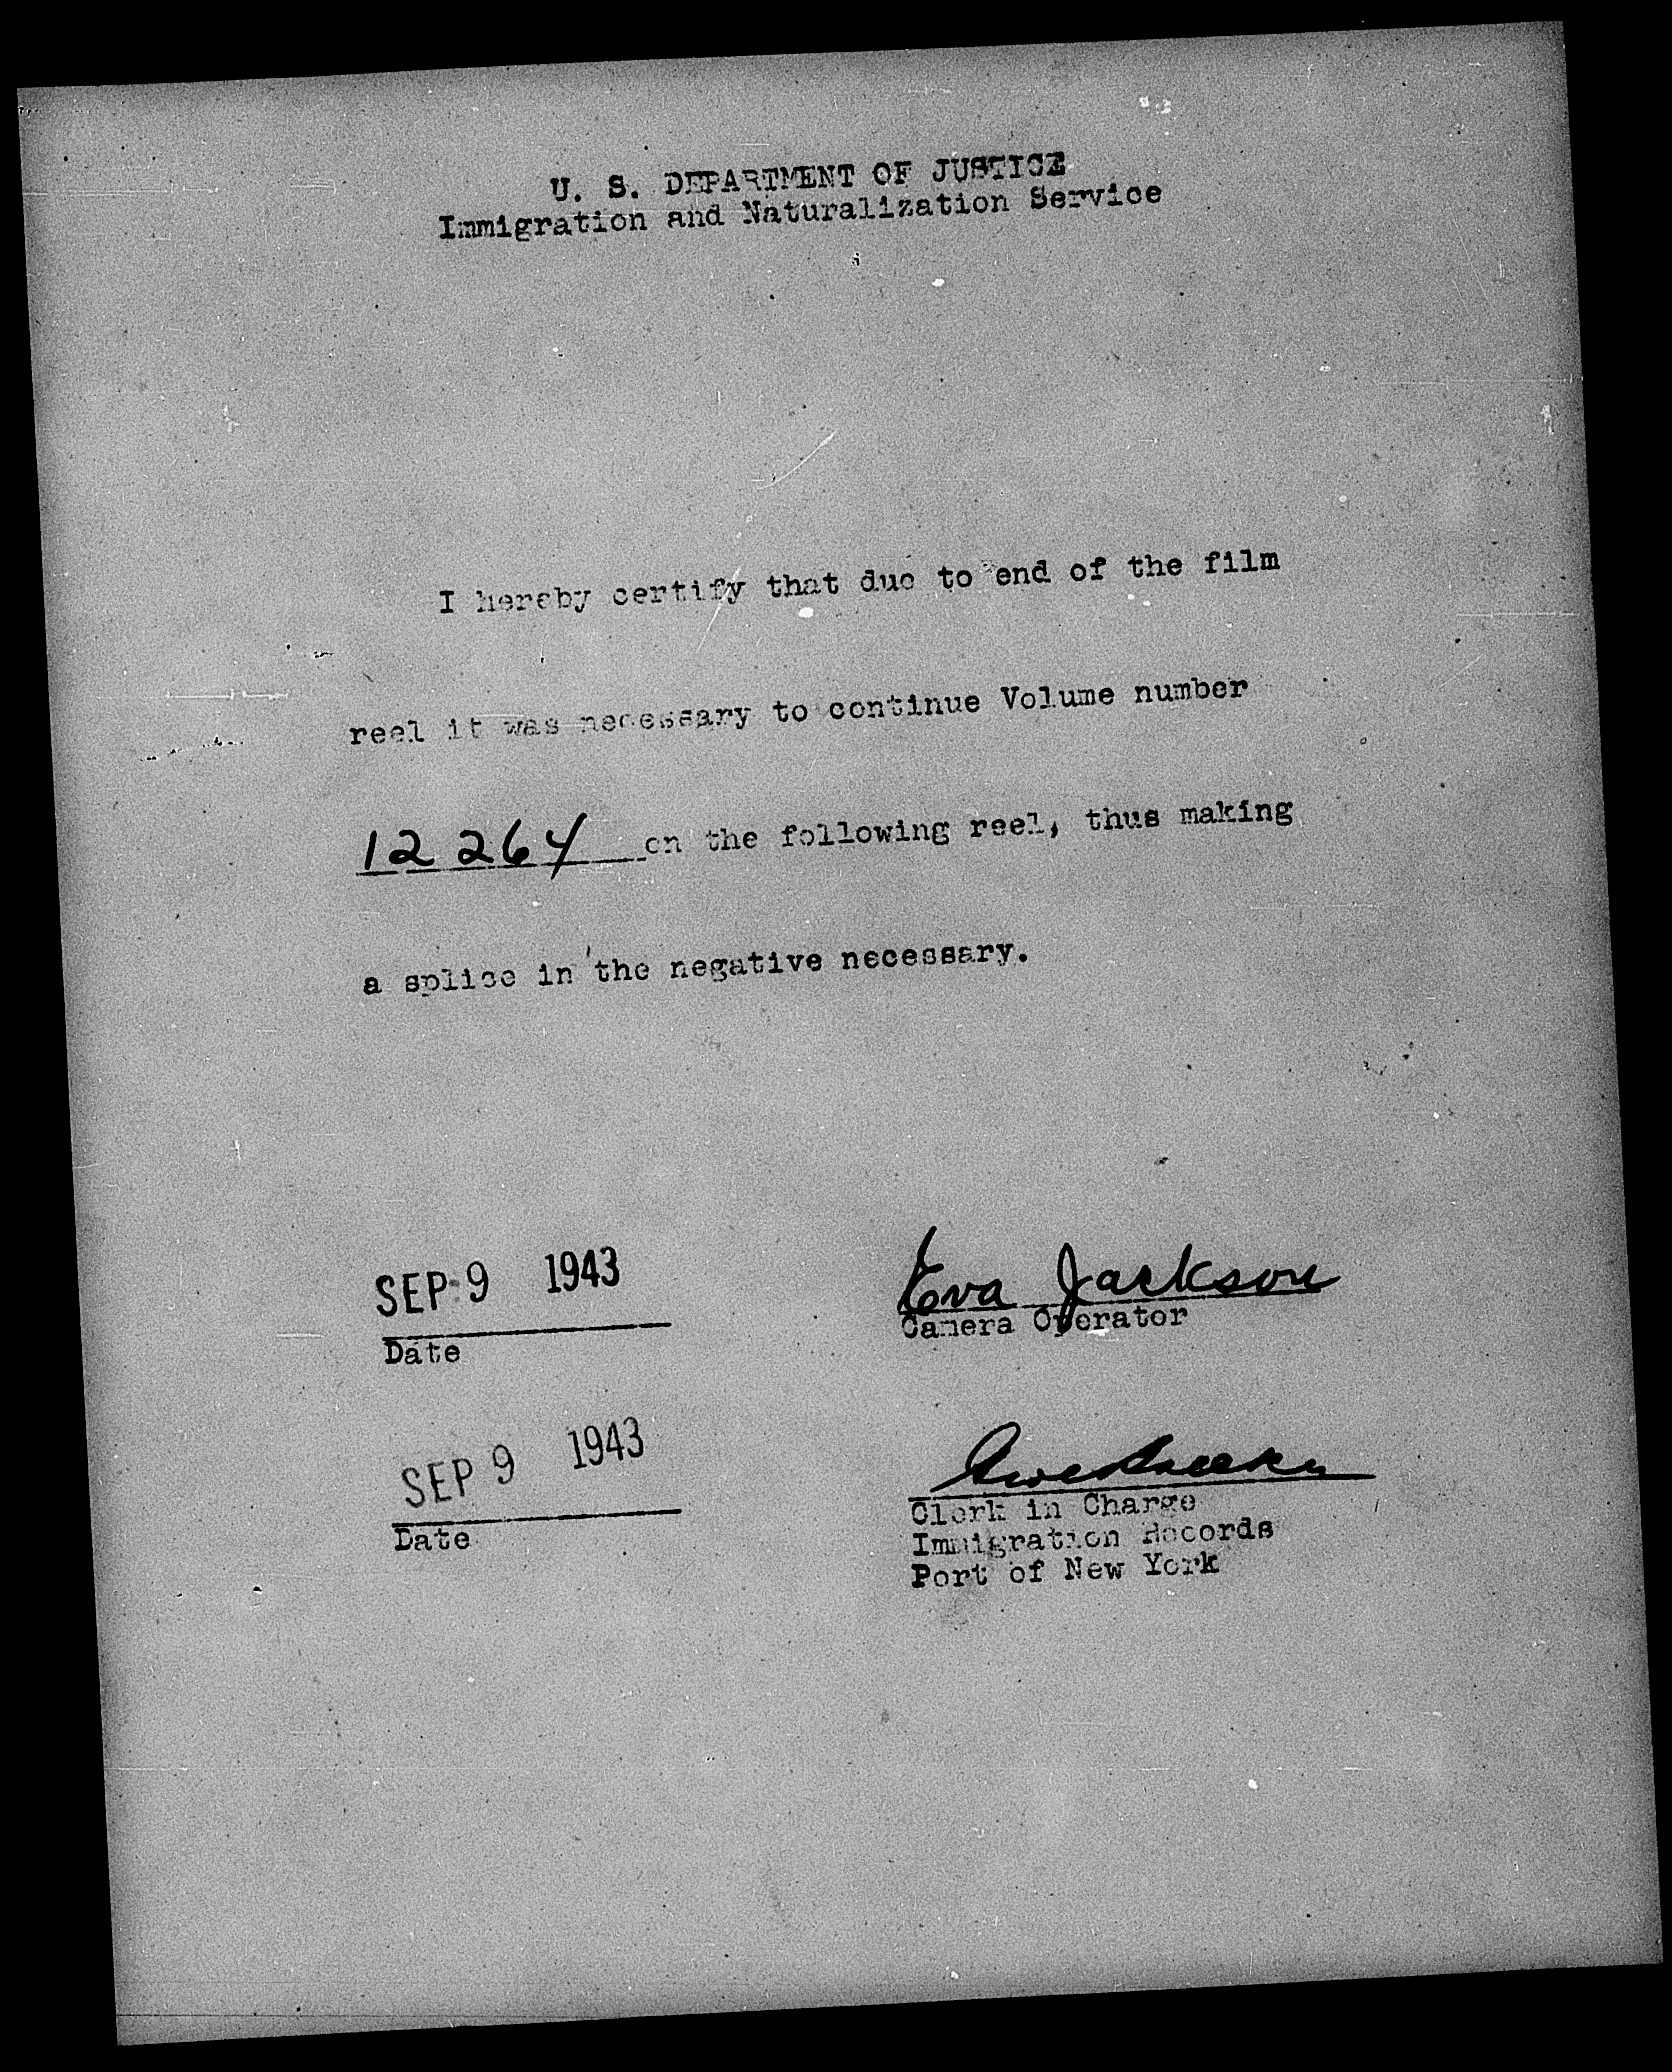 U. S. DEPARTMENT OF JUSTICE
Immigration and Naturalization Service
I hereby certify that due to end of the film
reel it was necessary to continue Volume number
12264 on the following reel, thus making
a splice in the negative necessary.
SEP 9 1943
Date
Eva Jackson
Camera Operator
SEP 9 1943
Date
Clerk in Charge
Immigration Records
Port of New York